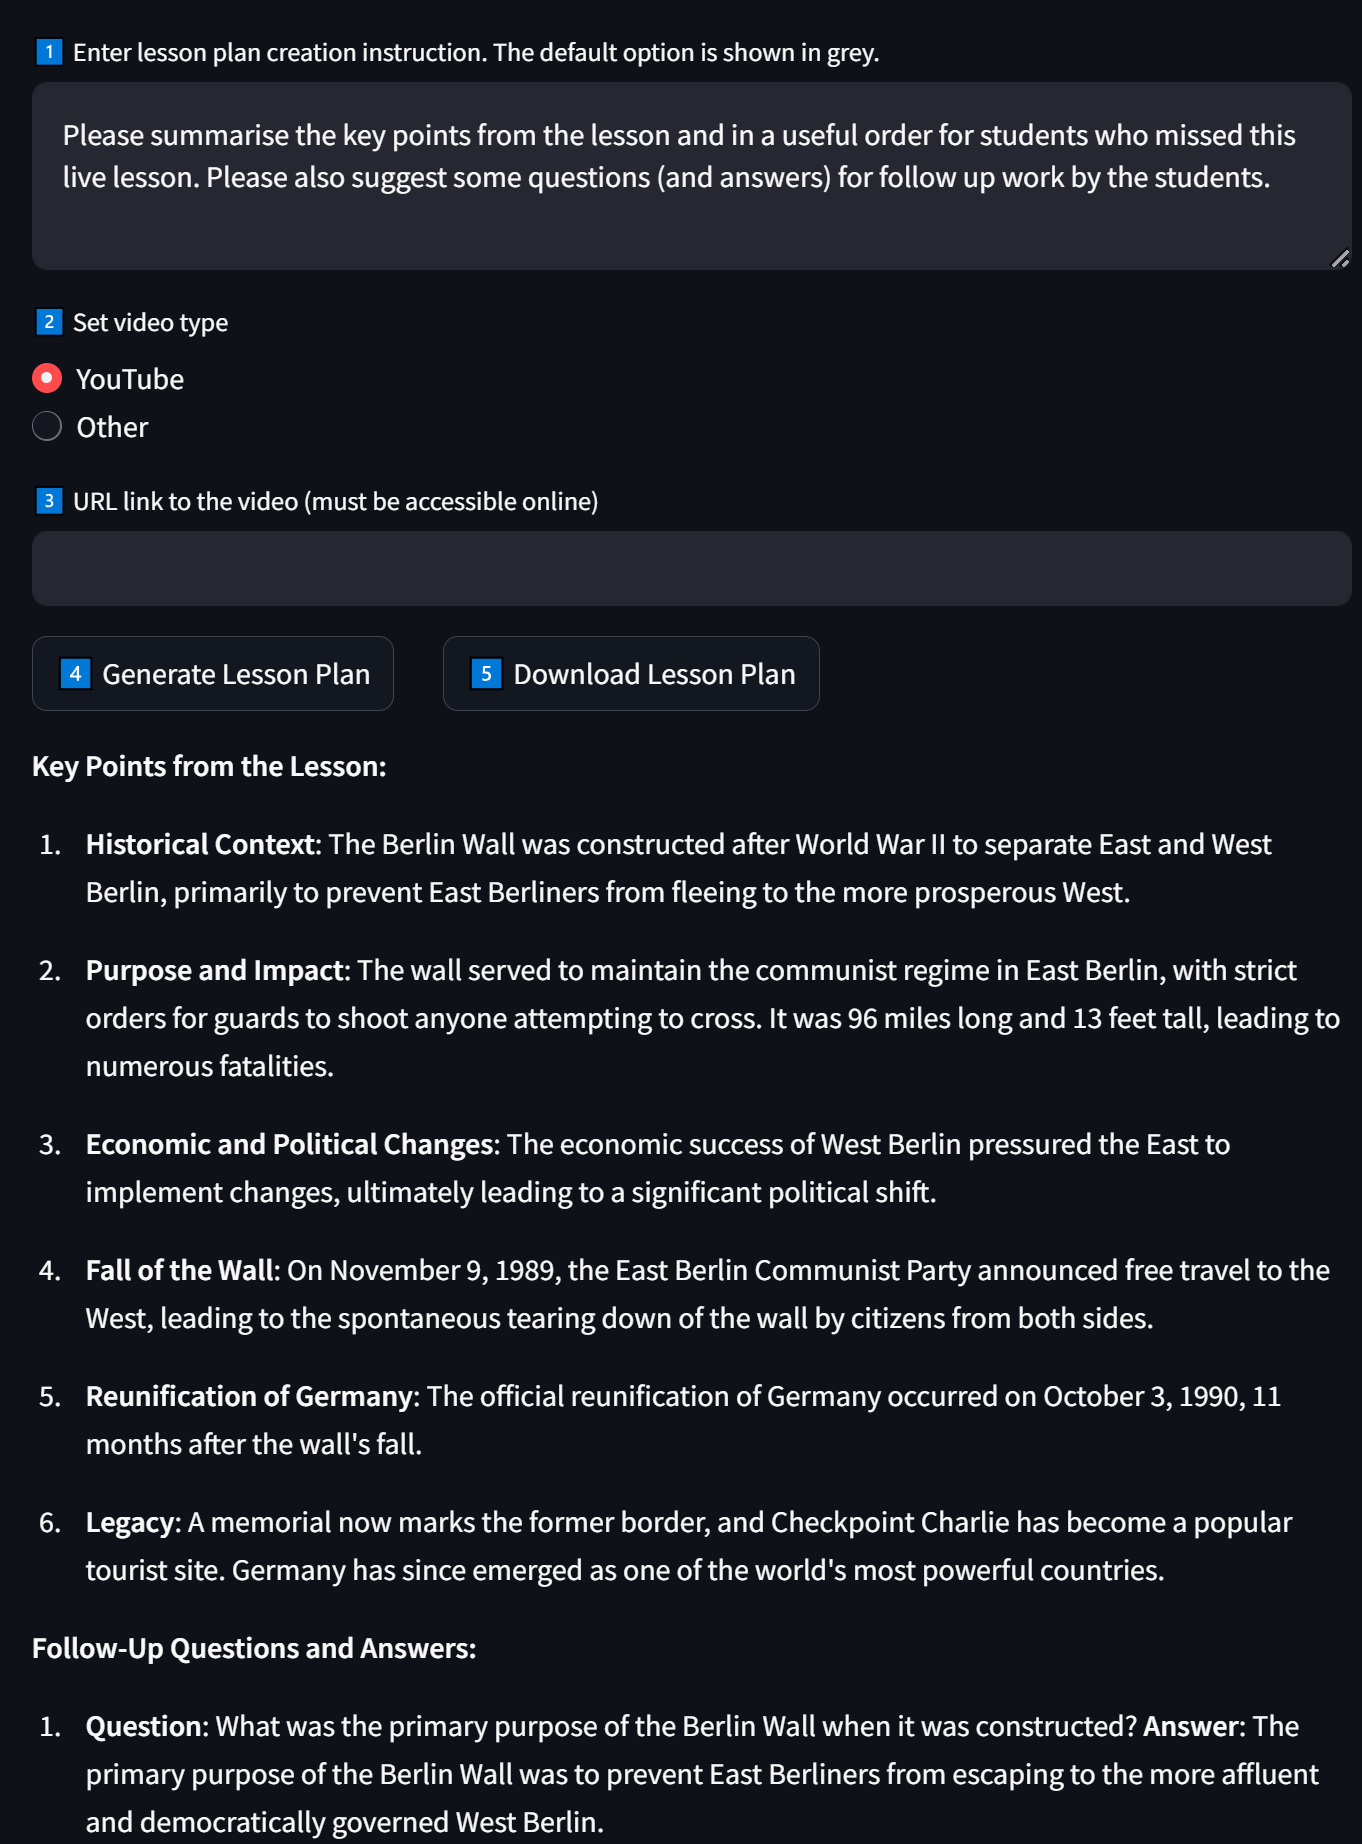 1 Enter lesson plan creation instruction. The default option is shown in grey.
Please summarise the key points from the lesson and in a useful order for students who missed this
live lesson. Please also suggest some questions (and answers) for follow up work by the students.
2 Set video type
YouTube
Other
3 URL link to the video (must be accessible online)
4 Generate Lesson Plan
5 Download Lesson Plan
Key Points from the Lesson:
1. Historical Context: The Berlin Wall was constructed after World War II to separate East and West
Berlin, primarily to prevent East Berliners from fleeing to the more prosperous West.
2. Purpose and Impact: The wall served to maintain the communist regime in East Berlin, with strict
orders for guards to shoot anyone attempting to cross. It was 96 miles long and 13 feet tall, leading to
numerous fatalities.
3. Economic and Political Changes: The economic success of West Berlin pressured the East to
implement changes, ultimately leading to a significant political shift.
4. Fall of the Wall: On November 9, 1989, the East Berlin Communist Party announced free travel to the
West, leading to the spontaneous tearing down of the wall by citizens from both sides.
5. Reunification of Germany: The official reunification of Germany occurred on October 3, 1990, 11
months after the wall's fall.
6. Legacy: A memorial now marks the former border, and Checkpoint Charlie has become a popular
tourist site. Germany has since emerged as one of the world's most powerful countries.
Follow-Up Questions and Answers:
1. Question: What was the primary purpose of the Berlin Wall when it was constructed? Answer: The
primary purpose of the Berlin Wall was to prevent East Berliners from escaping to the more affluent
and democratically governed West Berlin.